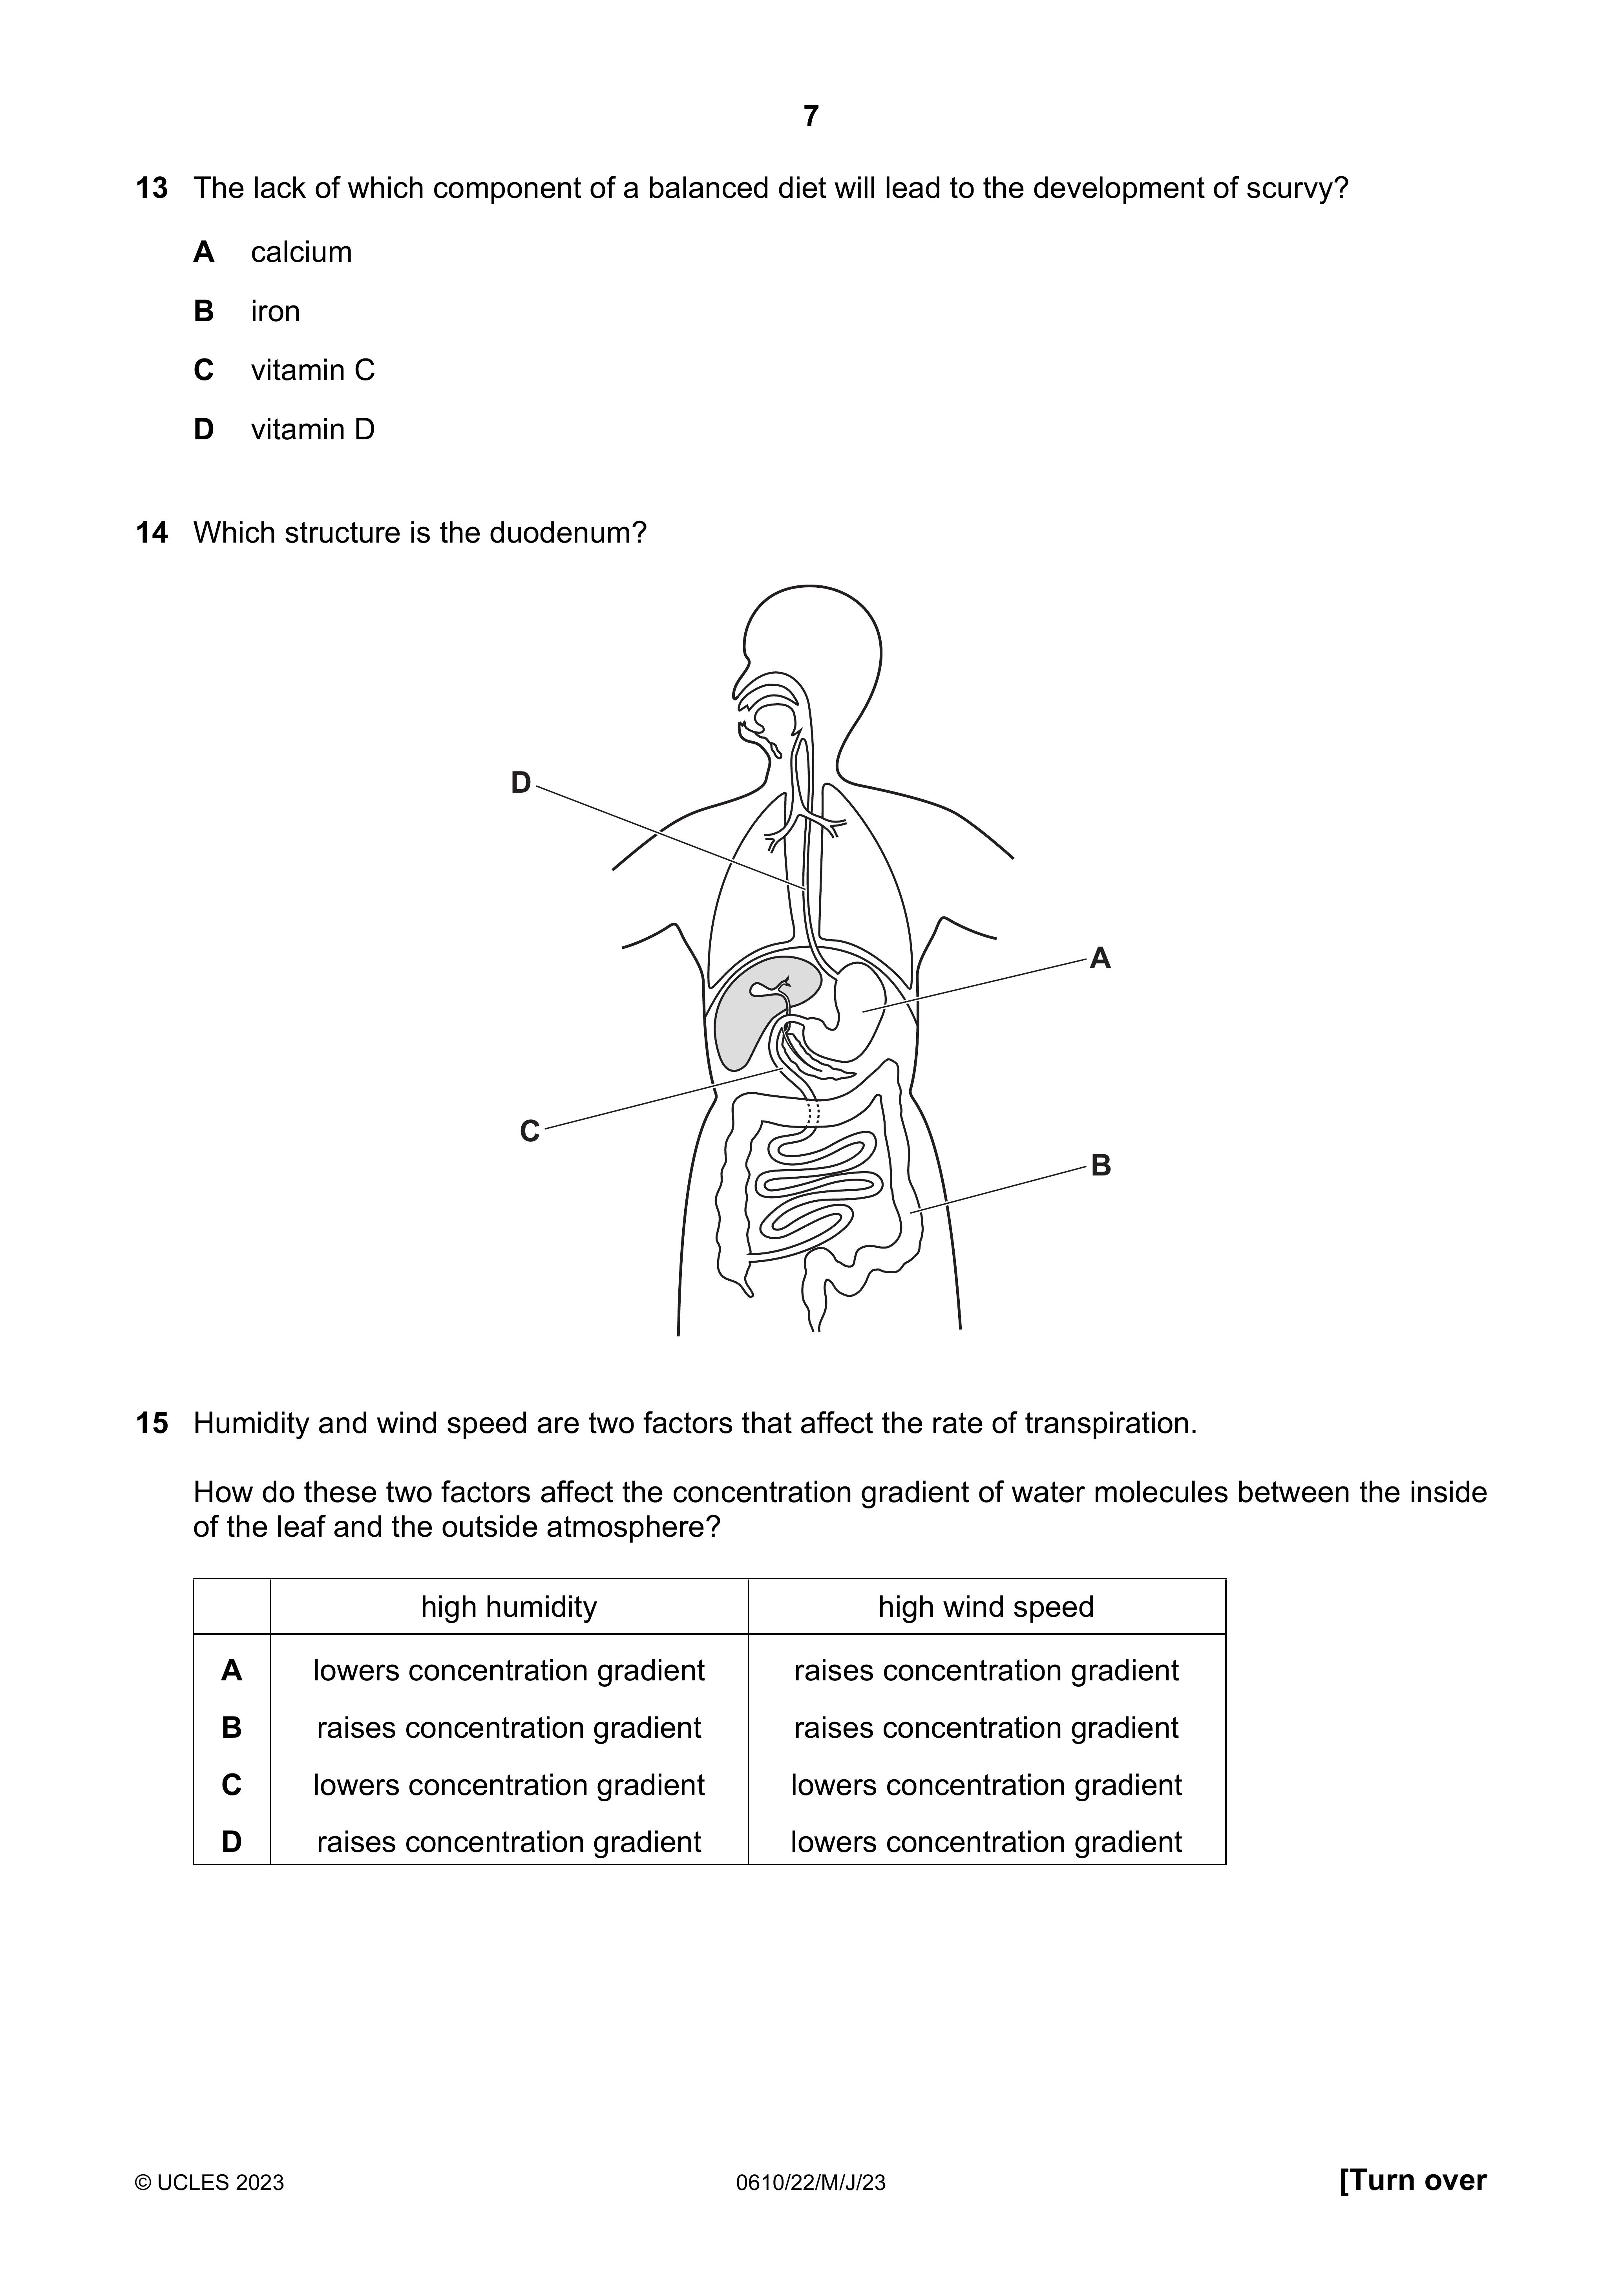 7
13 The lack of which component of a balanced diet will lead to the development of scurvy?
A calcium
B iron
C vitamin C
D vitamin D
14 Which structure is the duodenum?
D
A
C
B
15 Humidity and wind speed are two factors that affect the rate of transpiration.
How do these two factors affect the concentration gradient of water molecules between the inside
of the leaf and the outside atmosphere?
high humidity high wind speed
A lowers concentration gradient raises concentration gradient
B raises concentration gradient raises concentration gradient
C lowers concentration gradient lowers concentration gradient
D raises concentration gradient lowers concentration gradient
© UCLES 2023 0610/22/M/J/23 [Turn over